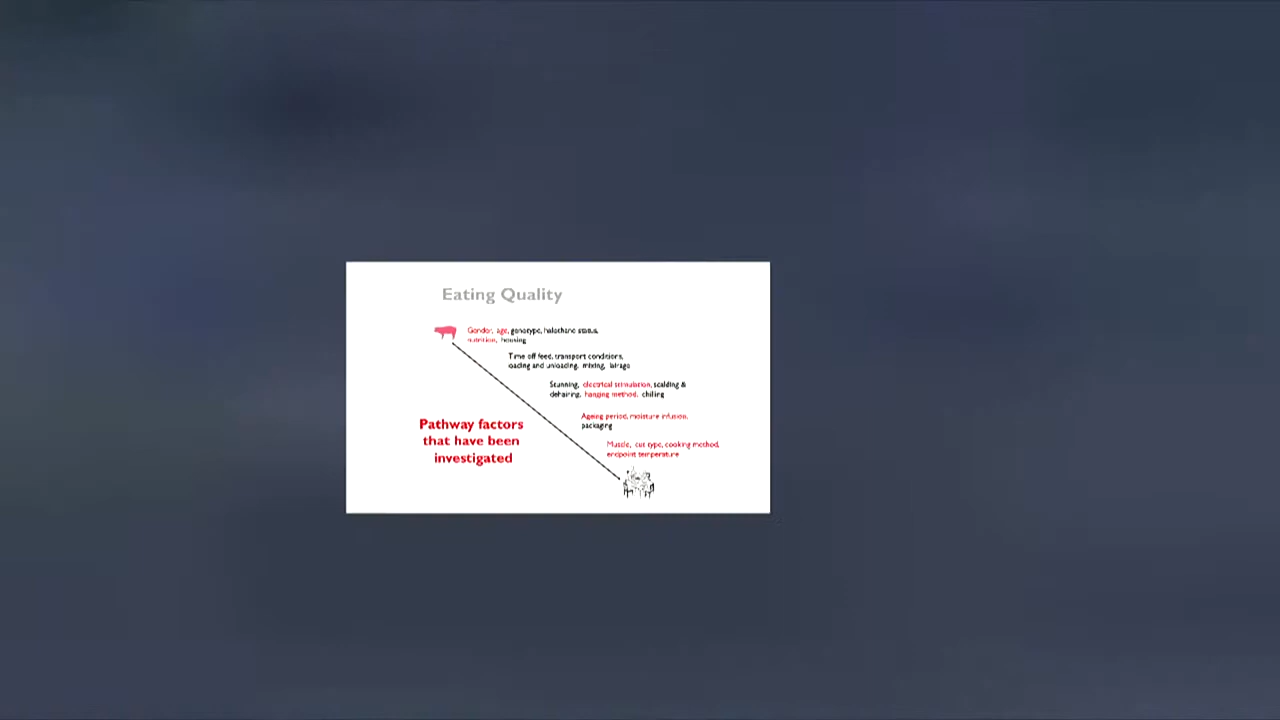 Eating Quality
Gender, age, genotype, halothane status,
nutrition, housing
Time off feed, transport conditions,
loading and unloading, mixing, lairage
Stunning, electrical stimulation, scalding &
dehairing, hanging method, chilling
Ageing period, moisture infusion,
packaging
Muscle, cut type, cooking method,
endpoint temperature
Pathway factors
that have been
investigated